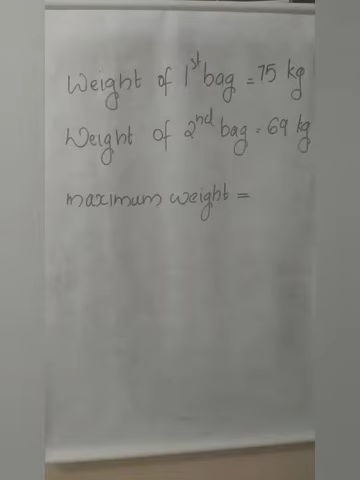 Weight of 1st bag = 75 kg
Weight of 2nd bag = 69 kg
maximum weight =